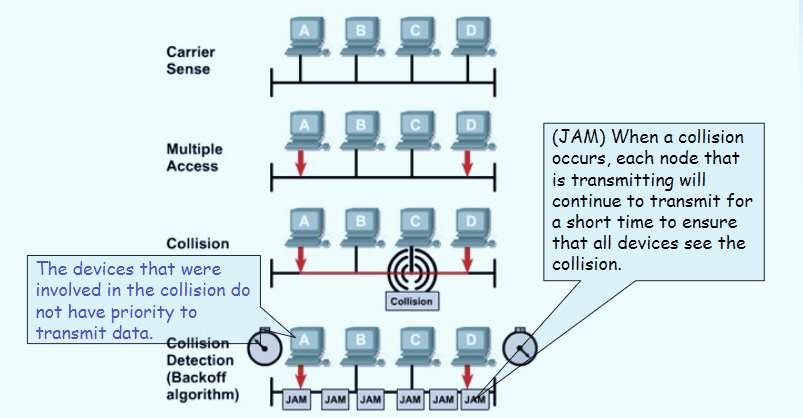 A B C D
Carrier
Sense
A B C D
Multiple
Access
(JAM) When a collision
occurs, each node that
is transmitting will
continue to transmit for
a short time to ensure
that all devices see the
collision.
A B C D
Collision
Collision
The devices that were
involved in the collision do
not have priority to
transmit data.
A B C D
Collision
Detection
(Backoff
algorithm)
JAM JAM JAM JAM JAM JAM